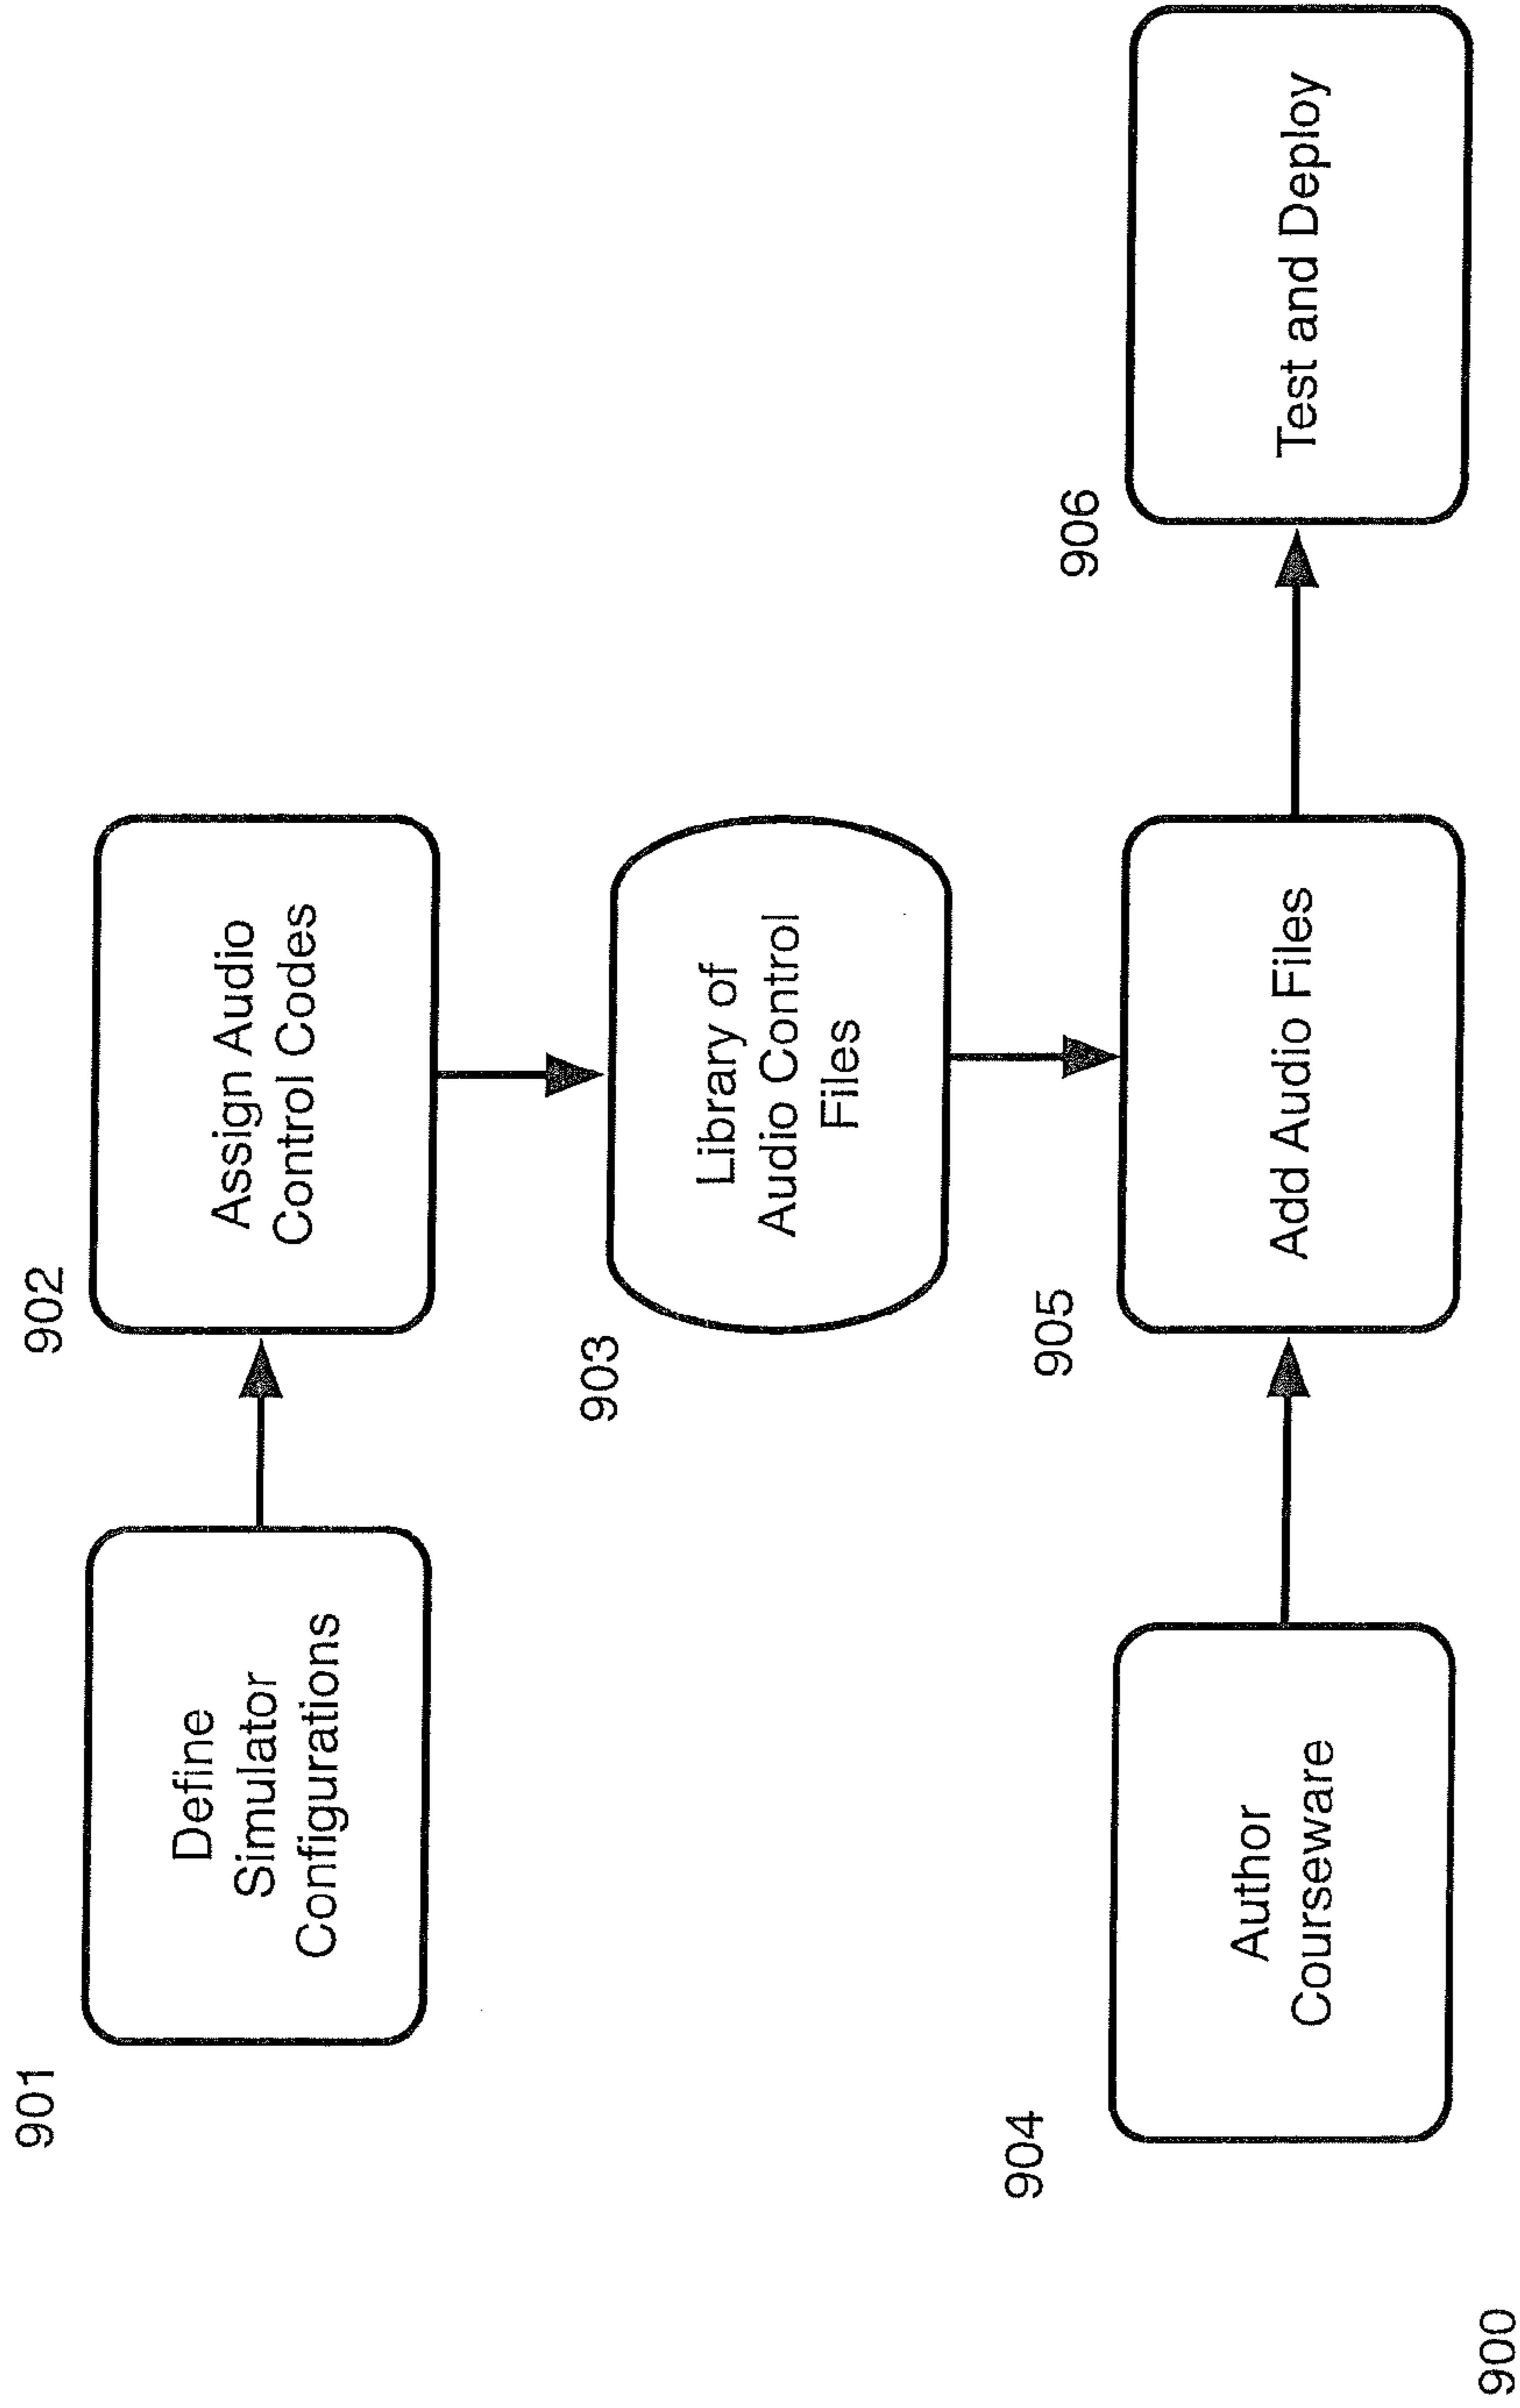 901
Define
Simulator
Configurations
902
Assign Audio
Control Codes
903
Library of
Audio Control
Files
904
Author
Courseware
905
Add Audio Files
906
Test and Deploy
900